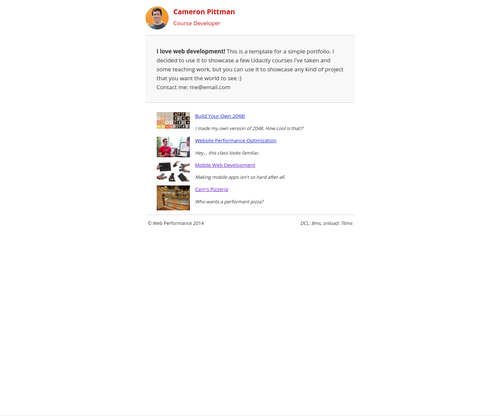 Cameron Pittman
Course Developer
I love web development! This is a template for a simple portfolio. I
decided to use it to showcase a few Udacity courses I've taken and
some teaching work, but you can use it to showcase any kind of project
that you want the world to see :)
Contact me: me@email.com
Build Your Own 2048!
I made my own version of 2048. How cool is that!?
Website Performance Optimization
Hey... this class looks familiar.
Mobile Web Development
Making mobile apps isn't so hard after all.
Cam's Pizzeria
Who wants a performant pizza?
© Web Performance 2014
DCL: 8ms, onload: 76ms